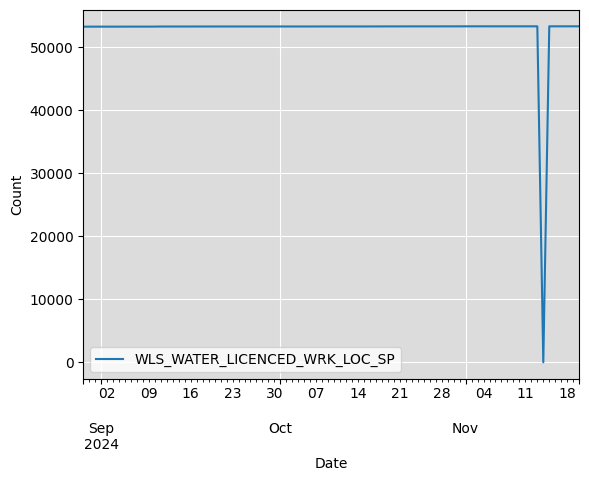 50000
40000
30000
20000
10000
0
Count
WLS_WATER_LICENCED_WRK_LOC_SP
02 09 16 23 30 07 14 21 28 04 11 18
Sep Oct Nov
2024
Date